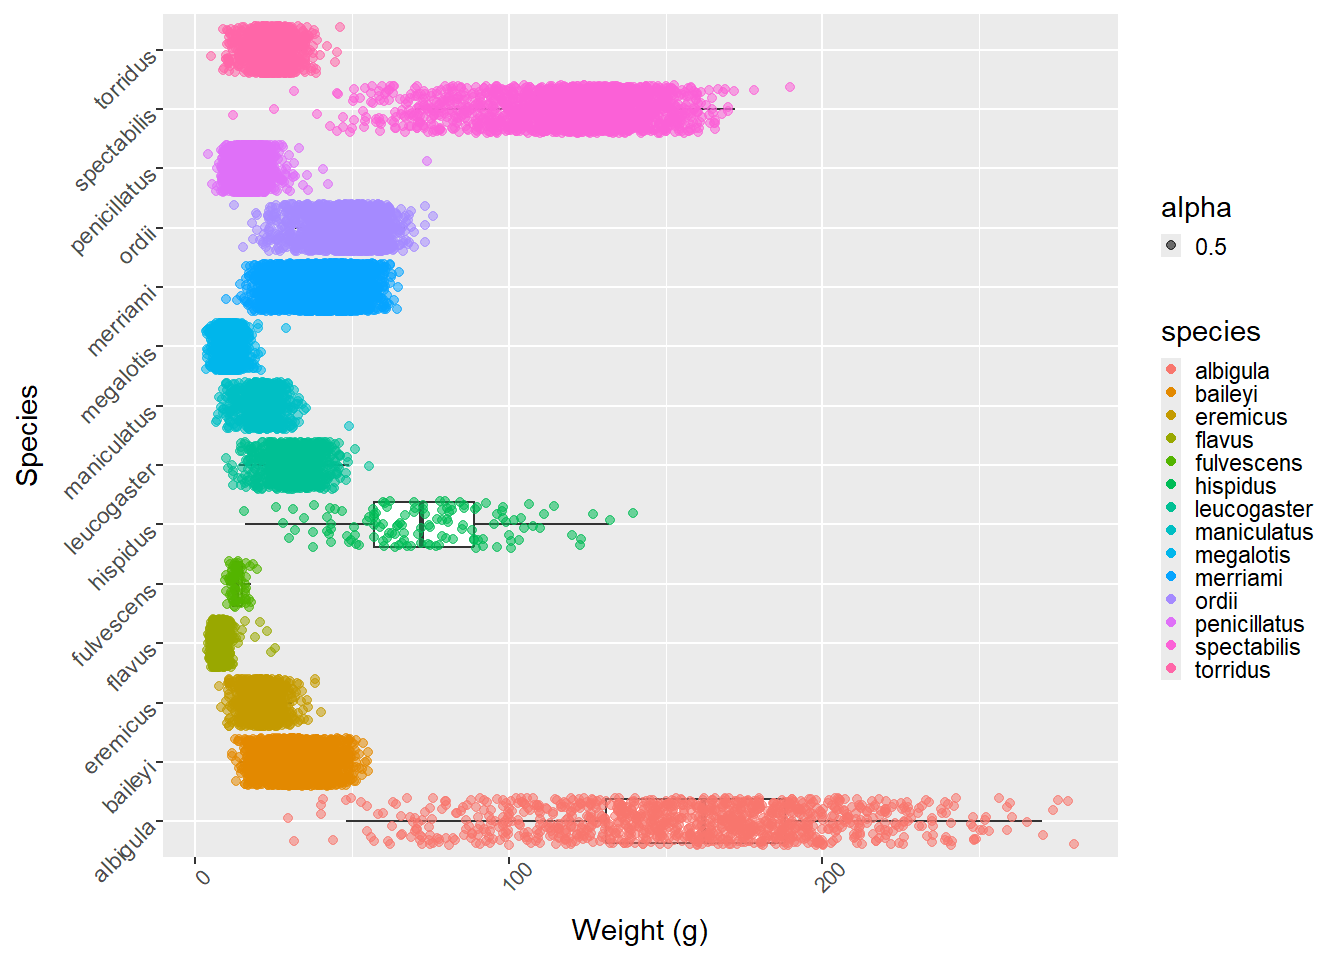 torridus
spectabilis
penicillatus
ordii
merriami
megalotis
maniculatus
leucogaster
hispidus
fulvescens
flavus
eremicus
baileyi
albigula
Species
0
100
200
Weight (g)
alpha
0.5
species
albigula
baileyi
eremicus
flavus
fulvescens
hispidus
leucogaster
maniculatus
megalotis
merriami
ordii
penicillatus
spectabilis
torridus